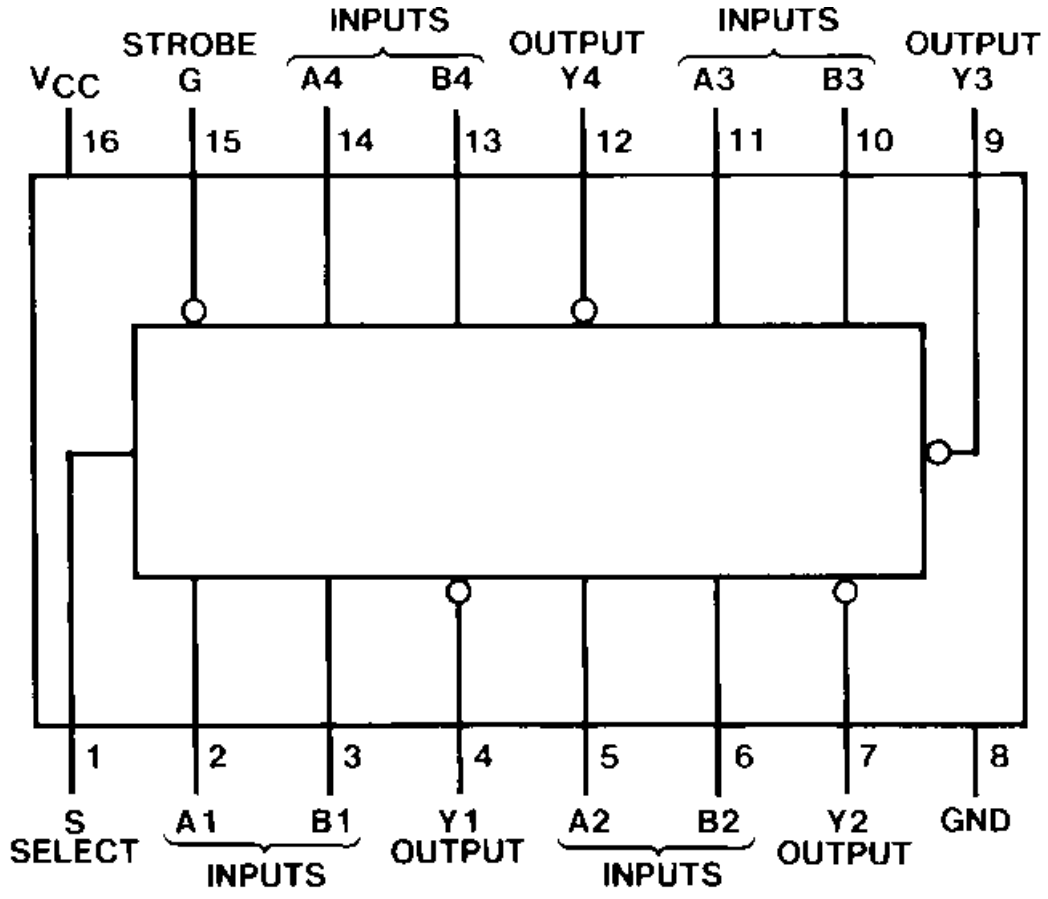 INPUTS INPUTS
STROBE OUTPUT OUTPUT
VCC G A4 B4 Y4 A3 B3 Y3
16 15 14 13 12 11 10 9
1 2 3 4 5 6 7 8
S A1 B1 Y1 A2 B2 Y2 GND
SELECT OUTPUT OUTPUT
INPUTS INPUTS